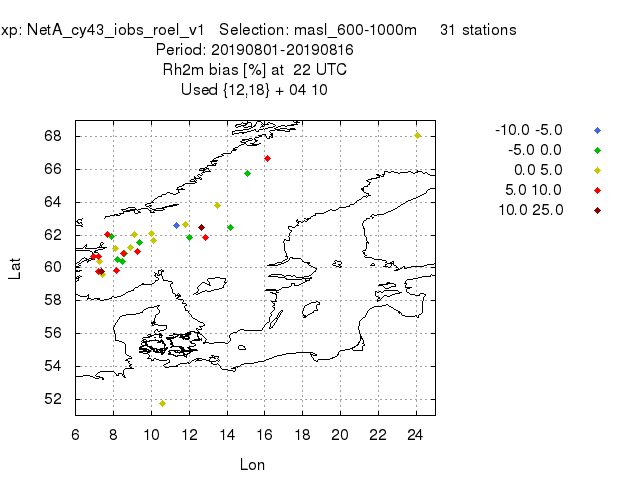 xp: NetA_cy43_iobs_roel_v1 Selection: masl_600-1000m 31 stations
Period: 20190801-20190816
Rh2m bias [%] at 22 UTC
Used {12,18} + 04 10
-10.0 -5.0
-5.0 0.0
0.0 5.0
5.0 10.0
10.0 25.0
68
66
64
62
60
58
56
54
52
Lat
6 8 10 12 14 16 18 20 22 24
Lon